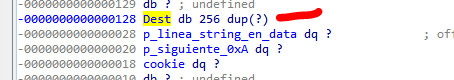 -0000000000000129 db ? ; undefined
-0000000000000128 Dest db 256 dup(?)
-0000000000000028 p_linea_string_en_data dq ? ; off
-0000000000000020 p_siguiente_0xA dq ?
-0000000000000018 cookie dq ?
-0000000000000010 db ? ; undefined